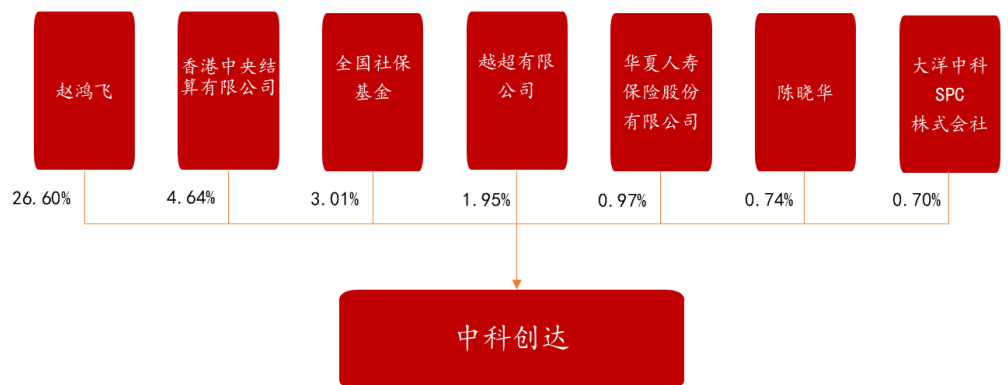 赵鸿飞
香港中央结
算有限公司
全国社保
基金
越超有限
公司
华夏人寿
保险股份
有限公司
陈晓华
大洋中科
SPC
株式会社
26.60%
4.64%
3.01%
1.95%
0.97%
0.74%
0.70%
中科创达